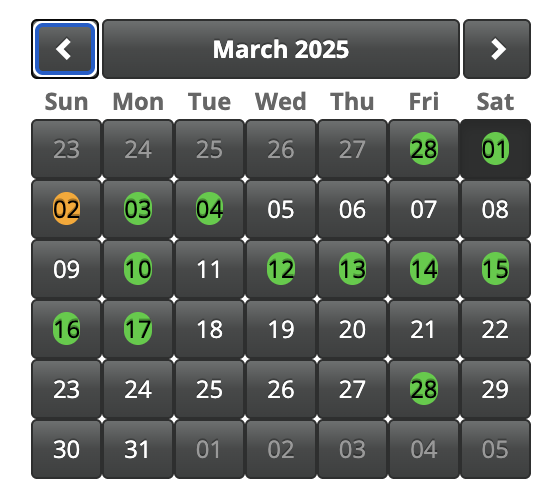 March 2025
Sun Mon Tue Wed Thu Fri Sat
23 24 25 26 27 28 01
02 03 04 05 06 07 08
09 10 11 12 13 14 15
16 17 18 19 20 21 22
23 24 25 26 27 28 29
30 31 01 02 03 04 05